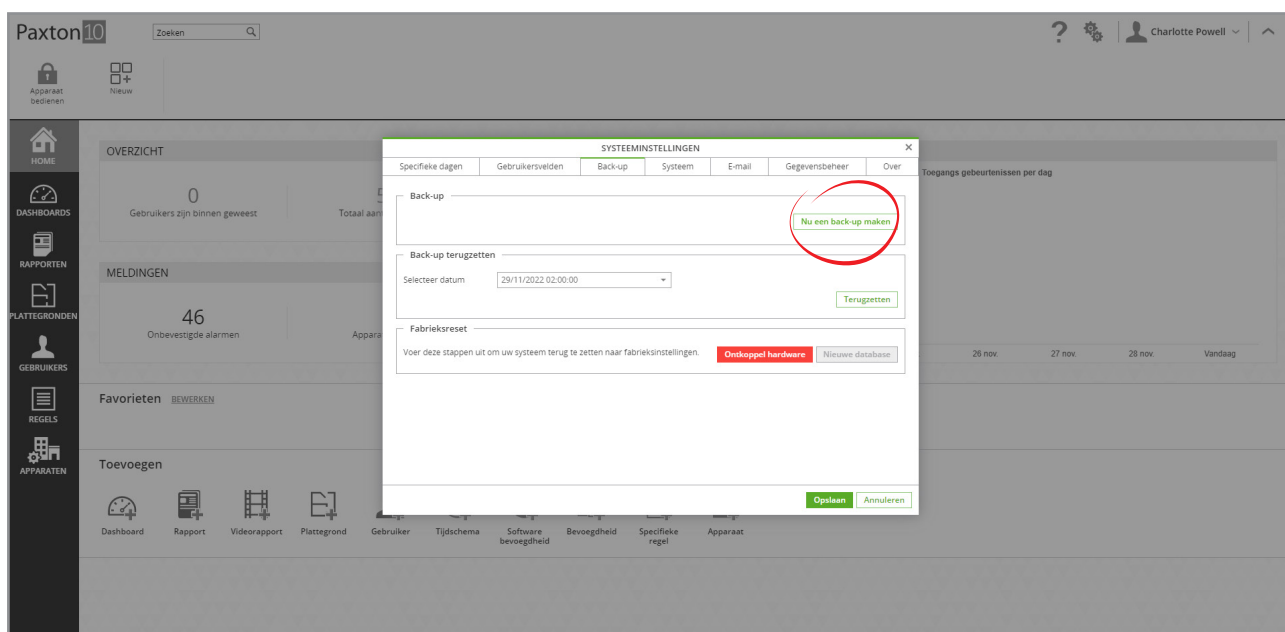 Paxton10
Zoeken
Charlotte Powell
Apparaat
bedienen
Nieuw
HOME
DASHBOARDS
RAPPORTEN
PLATTEGRONDEN
GEBRUIKERS
REGELS
APPARATEN
OVERZICHT
0
Gebruikers zijn binnen geweest
Totaal aan
MELDINGEN
46
Onbevestigde alarmen
Appara
Toegangs gebeurtenissen per dag
26 nov.
27 nov.
28 nov.
Vandaag
SYSTEEMINSTELLINGEN
Specifieke dagen
Gebruikersvelden
Back-up
Systeem
E-mail
Gegevensbeheer
Over
Back-up
Nu een back-up maken
Back-up terugzetten
Selecteer datum
29/11/2022 02:00:00
Terugzetten
Fabrieksreset
Voer deze stappen uit om uw systeem terug te zetten naar fabrieksinstellingen.
Ontkoppel hardware
Nieuwe database
Opslaan
Annuleren
Favorieten BEWERKEN
Toevoegen
Dashboard
Rapport
Videorapport
Plattegrond
Gebruiker
Tijdschema
Software
bevoegdheid
Bevoegdheid
Specifieke
regel
Apparaat